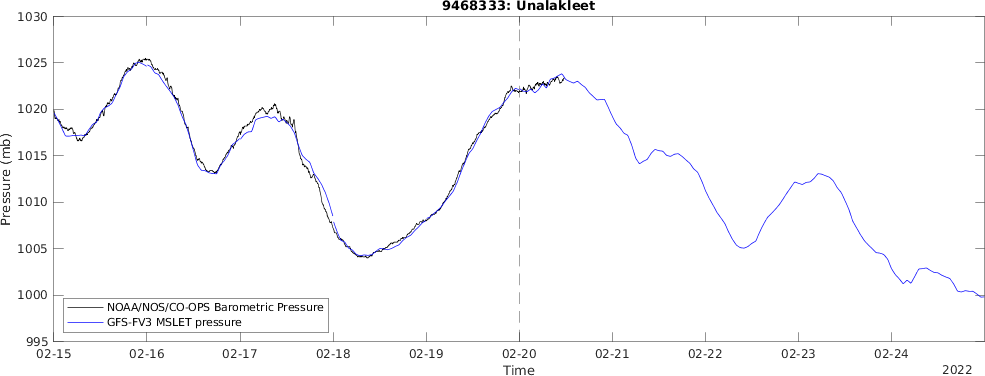 9468333: Unalakleet
1030
1025
1020
1015
1010
1005
1000
995
Pressure (mb)
NOAA/NOS/CO-OPS Barometric Pressure
GFS-FV3 MSLET pressure
02-15 02-16 02-17 02-18 02-19 02-20 02-21 02-22 02-23 02-24
Time
2022